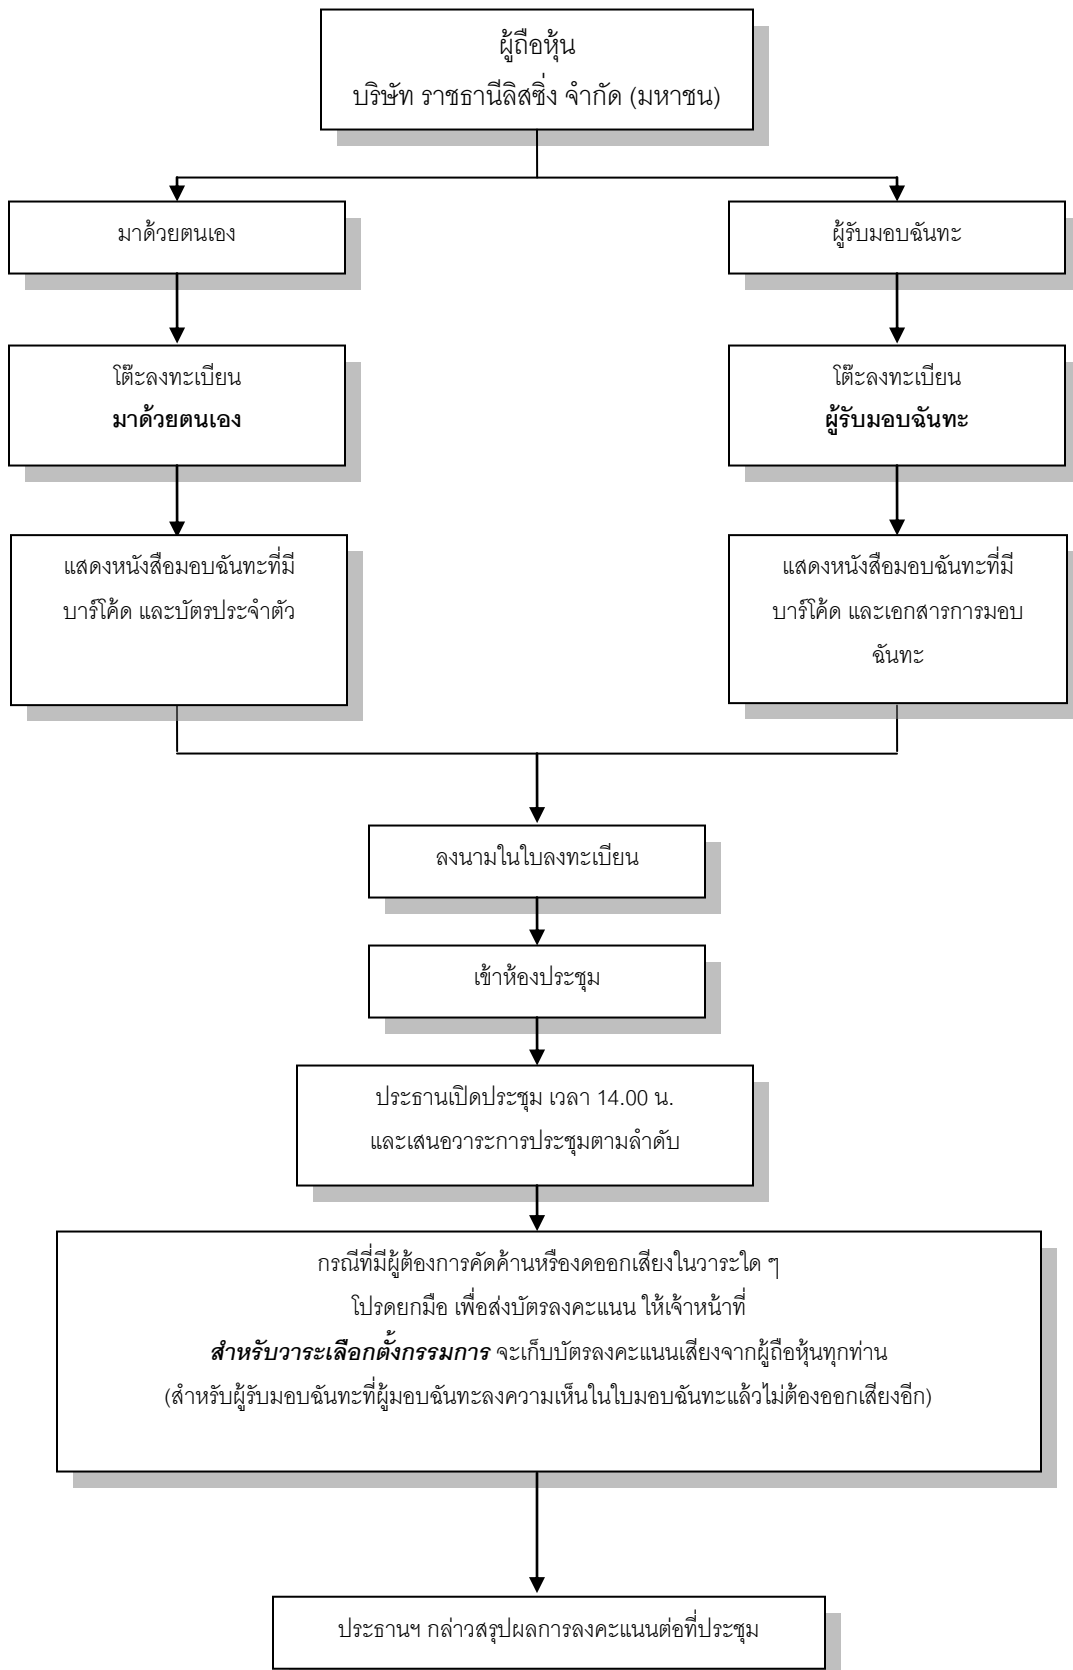 ผู้ถือหุ้น
บริษัท ราชธานีลิสซิ่ง จำกัด (มหาชน)
มาด้วยตนเอง
ผู้รับมอบฉันทะ
โต๊ะลงทะเบียน
มาด้วยตนเอง
โต๊ะลงทะเบียน
ผู้รับมอบฉันทะ
แสดงหนังสือมอบฉันทะที่มี
บาร์โค้ด และบัตรประจำตัว
แสดงหนังสือมอบฉันทะที่มี
บาร์โค้ด และเอกสารการมอบ
ฉันทะ
ลงนามในใบลงทะเบียน
เข้าห้องประชุม
ประธานเปิดประชุม เวลา 14.00 น.
และเสนอวาระการประชุมตามลำดับ
กรณีที่มีผู้ต้องการคัดค้านหรืองดออกเสียงในวาระใด ๆ
โปรดยกมือ เพื่อส่งบัตรลงคะแนน ให้เจ้าหน้าที่
สำหรับวาระเลือกตั้งกรรมการ จะเก็บบัตรลงคะแนนเสียงจากผู้ถือหุ้นทุกท่าน
(สำหรับผู้รับมอบฉันทะที่ผู้มอบฉันทะลงความเห็นในใบมอบฉันทะแล้วไม่ต้องออกเสียงอีก)
ประธานฯ กล่าวสรุปผลการลงคะแนนต่อที่ประชุม